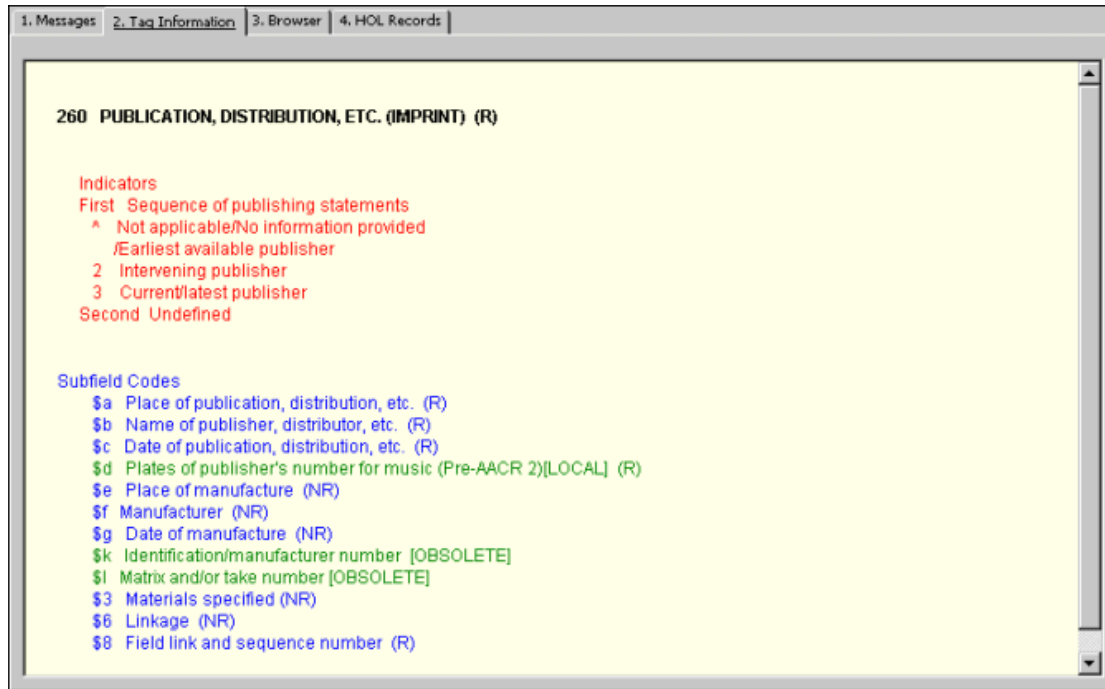 1. Messages 2. Tag Information 3. Browser 4. HOL Records
260 PUBLICATION, DISTRIBUTION, ETC. (IMPRINT) (R)
Indicators
First Sequence of publishing statements
^ Not applicable/No information provided
/Earliest available publisher
2 Intervening publisher
3 Current/latest publisher
Second Undefined
Subfield Codes
$a Place of publication, distribution, etc. (R)
$b Name of publisher, distributor, etc. (R)
$c Date of publication, distribution, etc. (R)
$d Plates of publisher's number for music (Pre-AACR 2)[LOCAL] (R)
$e Place of manufacture (NR)
$f Manufacturer (NR)
$g Date of manufacture (NR)
$k Identification/manufacturer number [OBSOLETE]
$l Matrix and/or take number [OBSOLETE]
$3 Materials specified (NR)
$6 Linkage (NR)
$8 Field link and sequence number (R)